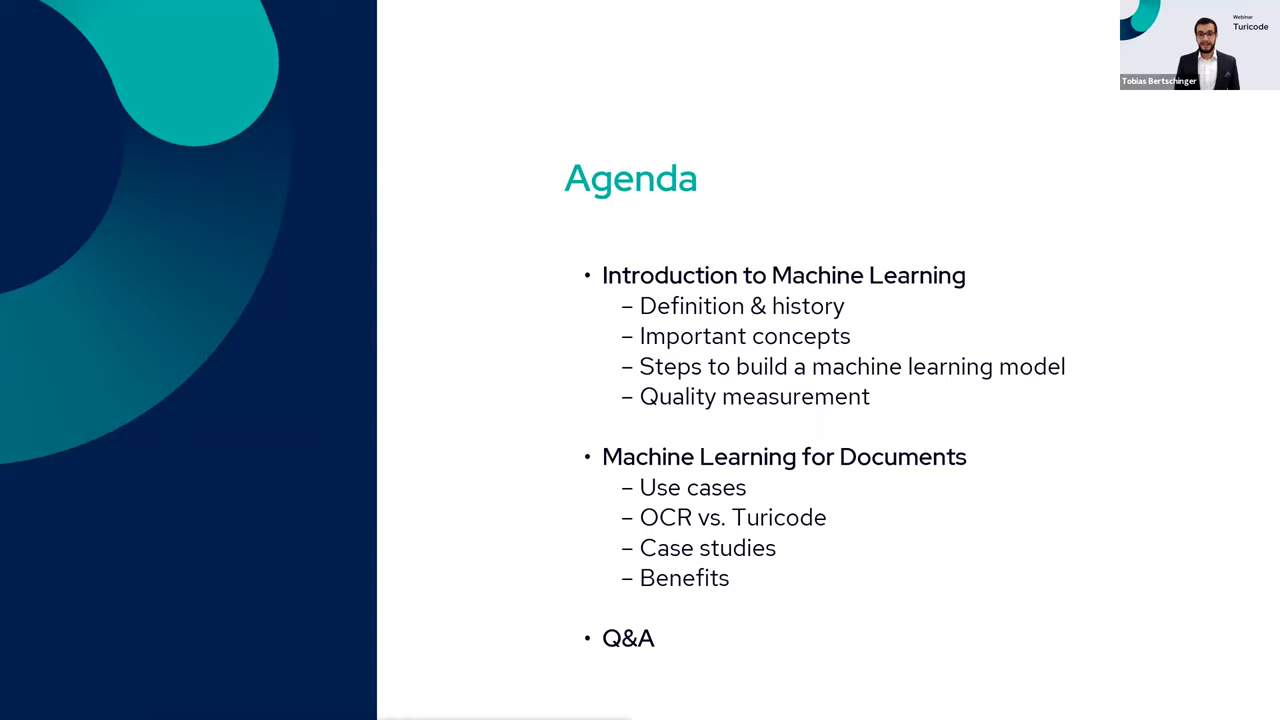 Webinar
Turicode
Tobias Bertschinger
Agenda
• Introduction to Machine Learning
– Definition & history
– Important concepts
– Steps to build a machine learning model
– Quality measurement
• Machine Learning for Documents
– Use cases
– OCR vs. Turicode
– Case studies
– Benefits
• Q&A